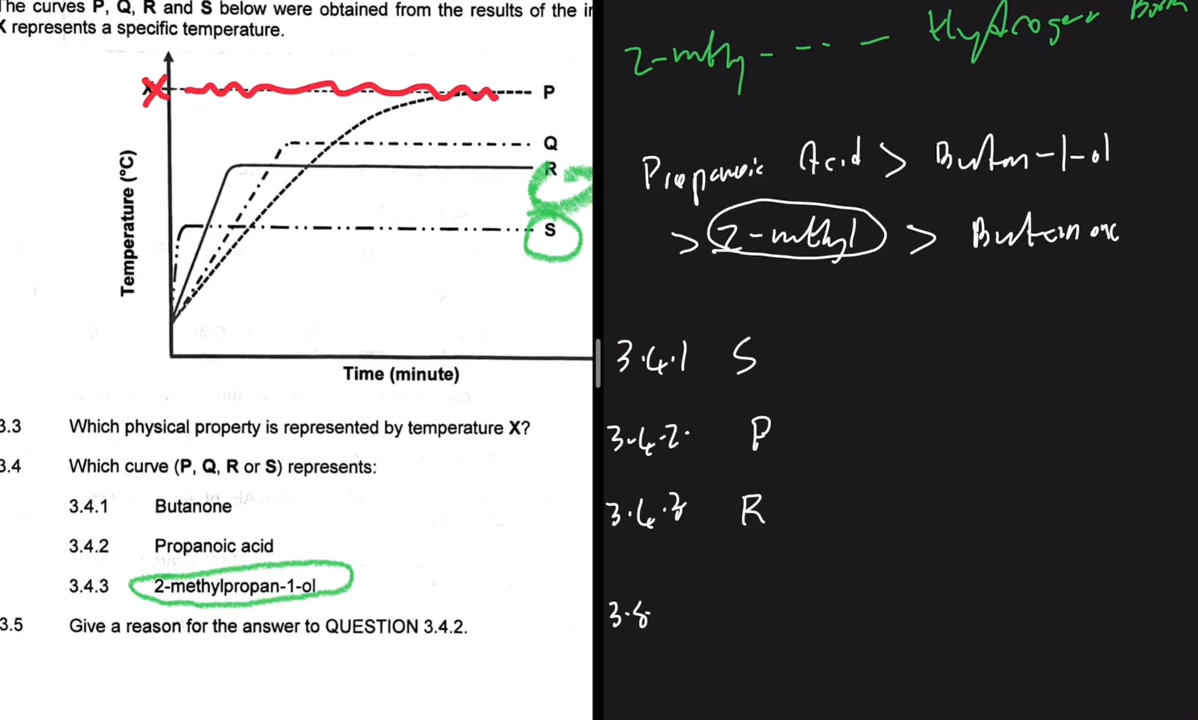 The curves P, Q, R and S below were obtained from the results of the in
X represents a specific temperature.
X
P
Q
R
S
Temperature (°C)
Time (minute)
3.3 Which physical property is represented by temperature X?
3.4 Which curve (P, Q, R or S) represents:
3.4.1 Butanone
3.4.2 Propanoic acid
3.4.3 2-methylpropan-1-ol
3.5 Give a reason for the answer to QUESTION 3.4.2.
2-mthy---- Hydrogen
Propanoic Acid > Butan-1-ol
> 2-mthyl > Butanone
3.4.1 S
3.4.2. P
3.4.3 R
3.5